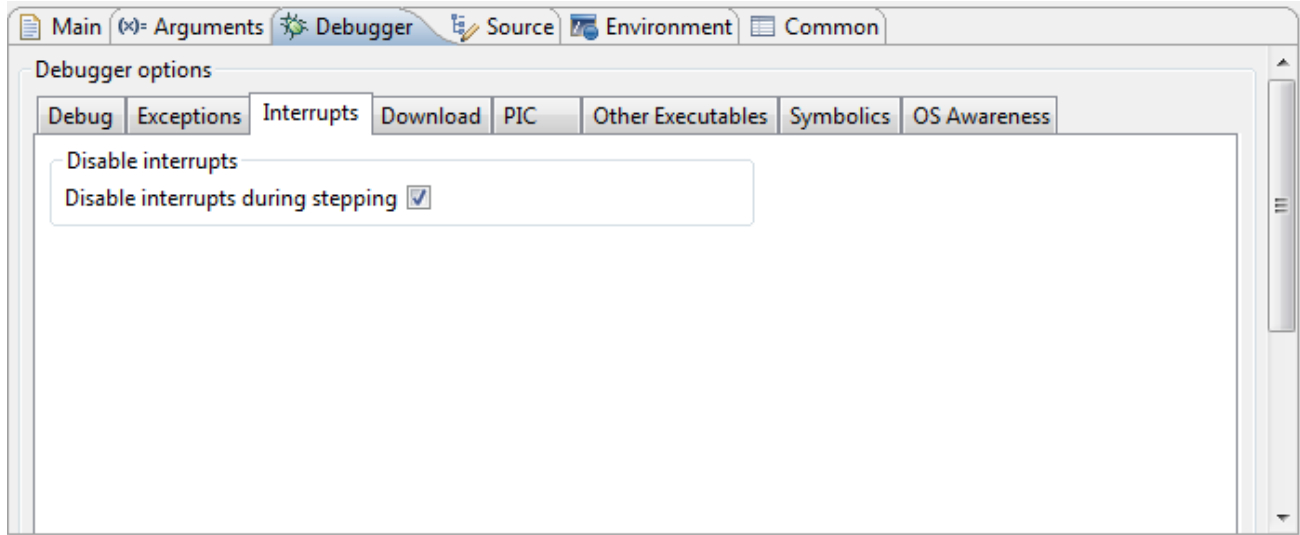 Main (x)= Arguments Debugger Source Environment Common
Debugger options
Debug Exceptions Interrupts Download PIC Other Executables Symbolics OS Awareness
Disable interrupts
Disable interrupts during stepping